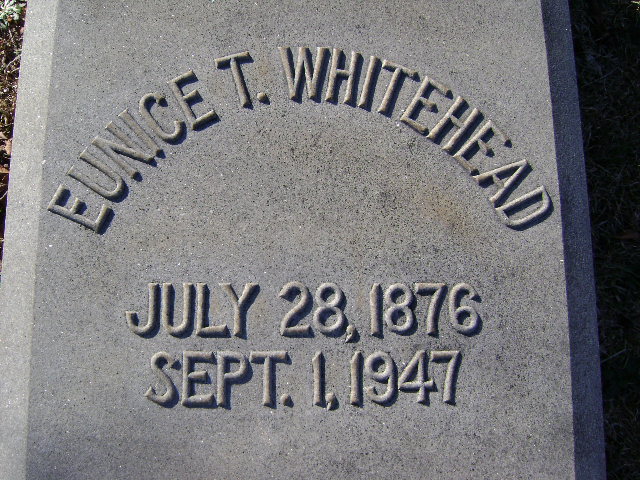 EUNICE T. WHITEHEAD
JULY 28, 1876
SEPT. 1, 1947